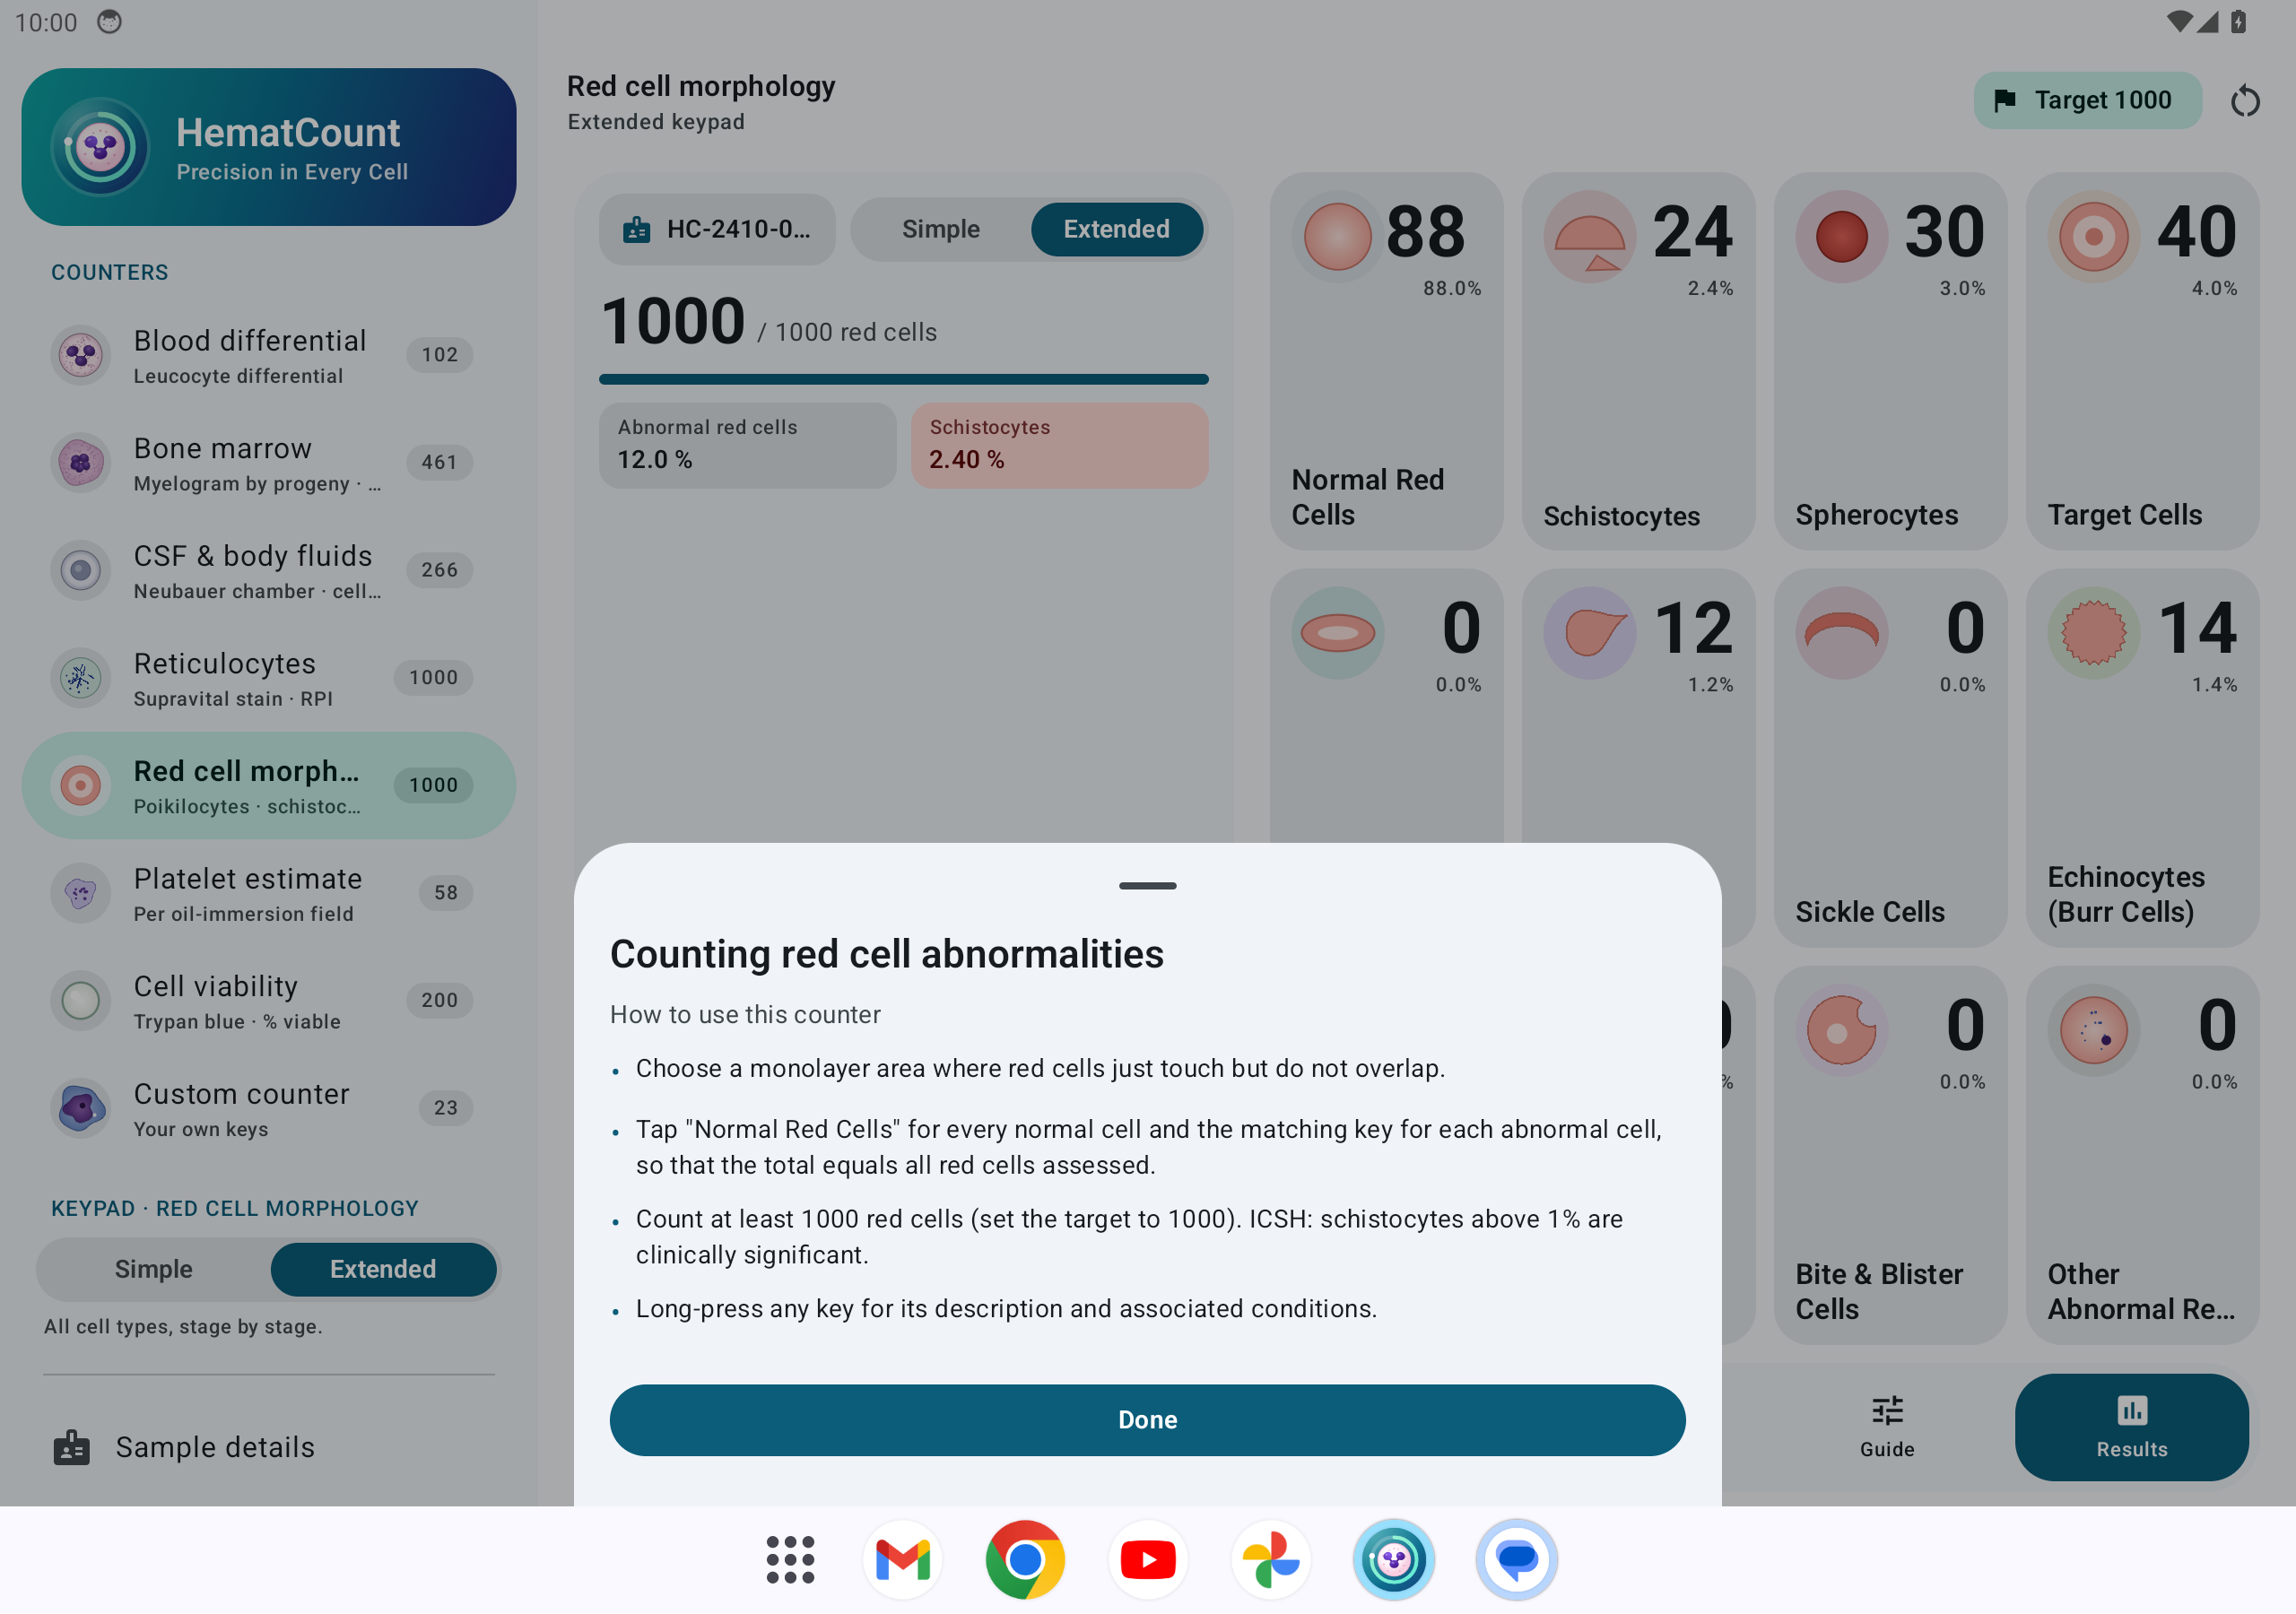 10:00
HematCount
Precision in Every Cell
COUNTERS
Blood differential
Leucocyte differential
102
Bone marrow
Myelogram by progeny · …
461
CSF & body fluids
Neubauer chamber · cell…
266
Reticulocytes
Supravital stain · RPI
1000
Red cell morph…
Poikilocytes · schistoc…
1000
Platelet estimate
Per oil-immersion field
58
Cell viability
Trypan blue · % viable
200
Custom counter
Your own keys
23
KEYPAD · RED CELL MORPHOLOGY
Simple
Extended
All cell types, stage by stage.
Sample details
Red cell morphology
Extended keypad
Target 1000
HC-2410-0…
Simple
Extended
1000 / 1000 red cells
Abnormal red cells
12.0 %
Schistocytes
2.40 %
88
88.0%
Normal Red
Cells
24
2.4%
Schistocytes
30
3.0%
Spherocytes
40
4.0%
Target Cells
0
0.0%
12
1.2%
0
0.0%
Sickle Cells
14
1.4%
Echinocytes
(Burr Cells)
%
0
0.0%
Bite & Blister
Cells
0
0.0%
Other
Abnormal Re…
Counting red cell abnormalities
How to use this counter
• Choose a monolayer area where red cells just touch but do not overlap.
• Tap "Normal Red Cells" for every normal cell and the matching key for each abnormal cell,
so that the total equals all red cells assessed.
• Count at least 1000 red cells (set the target to 1000). ICSH: schistocytes above 1% are
clinically significant.
• Long-press any key for its description and associated conditions.
Done
Guide
Results